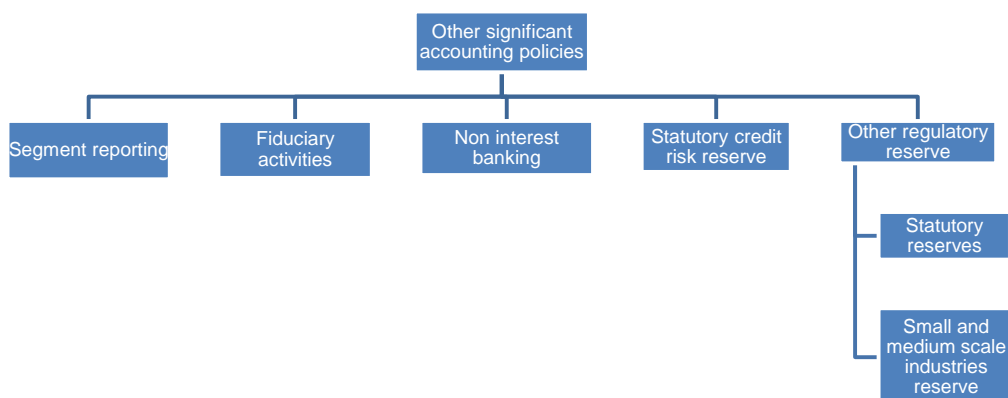 Other significant
accounting policies
Segment reporting
Fiduciary
activities
Non interest
banking
Statutory credit
risk reserve
Other regulatory
reserve
Statutory
reserves
Small and
medium scale
industries
reserve